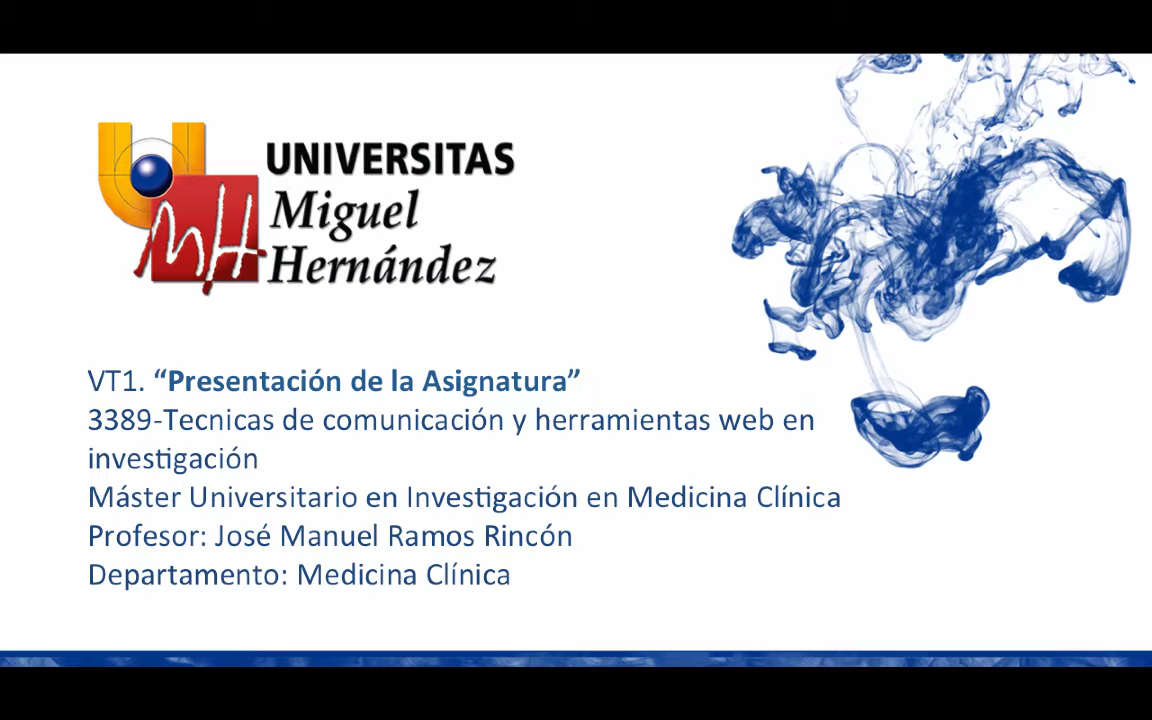 UNIVERSITAS
Miguel
Hernández
UMH
VT1. “Presentación de la Asignatura”
3389-Tecnicas de comunicación y herramientas web en
investigación
Máster Universitario en Investigación en Medicina Clínica
Profesor: José Manuel Ramos Rincón
Departamento: Medicina Clínica